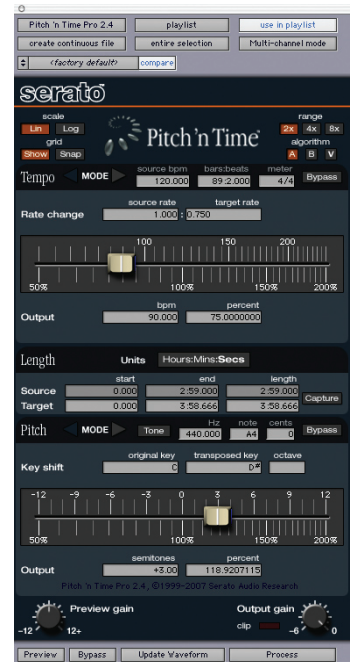 Pitch 'n Time Pro 2.4 playlist use in playlist
create continuous file entire selection Multi-channel mode
<factory default> compare
serato
scale range
Lin Log Pitch 'n Time 2x 4x 8x
grid algorithm
Show Snap A B V
Tempo MODE source bpm bars:beats meter
120.000 89:2.000 4/4 Bypass
source rate target rate
Rate change 1.000 : 0.750
100 150 200
50% 100% 150% 200%
bpm percent
Output 90.000 75.0000000
Length Units Hours:Mins:Secs
start end length
Source 0.000 2:59.000 2:59.000 Capture
Target 0.000 3:58.666 3:58.666
Pitch MODE Tone Hz note cents
440.000 A4 0 Bypass
original key transposed key octave
Key shift C D#
-12 -9 -6 -3 0 3 6 9 12
50% 100% 150% 200%
semitones percent
Output +3.00 118.9207115
Pitch 'n Time Pro 2.4, ©1999-2007 Serato Audio Research
Preview gain Output gain
clip
-12 12+ -6 0
Preview Bypass Update Waveform Process